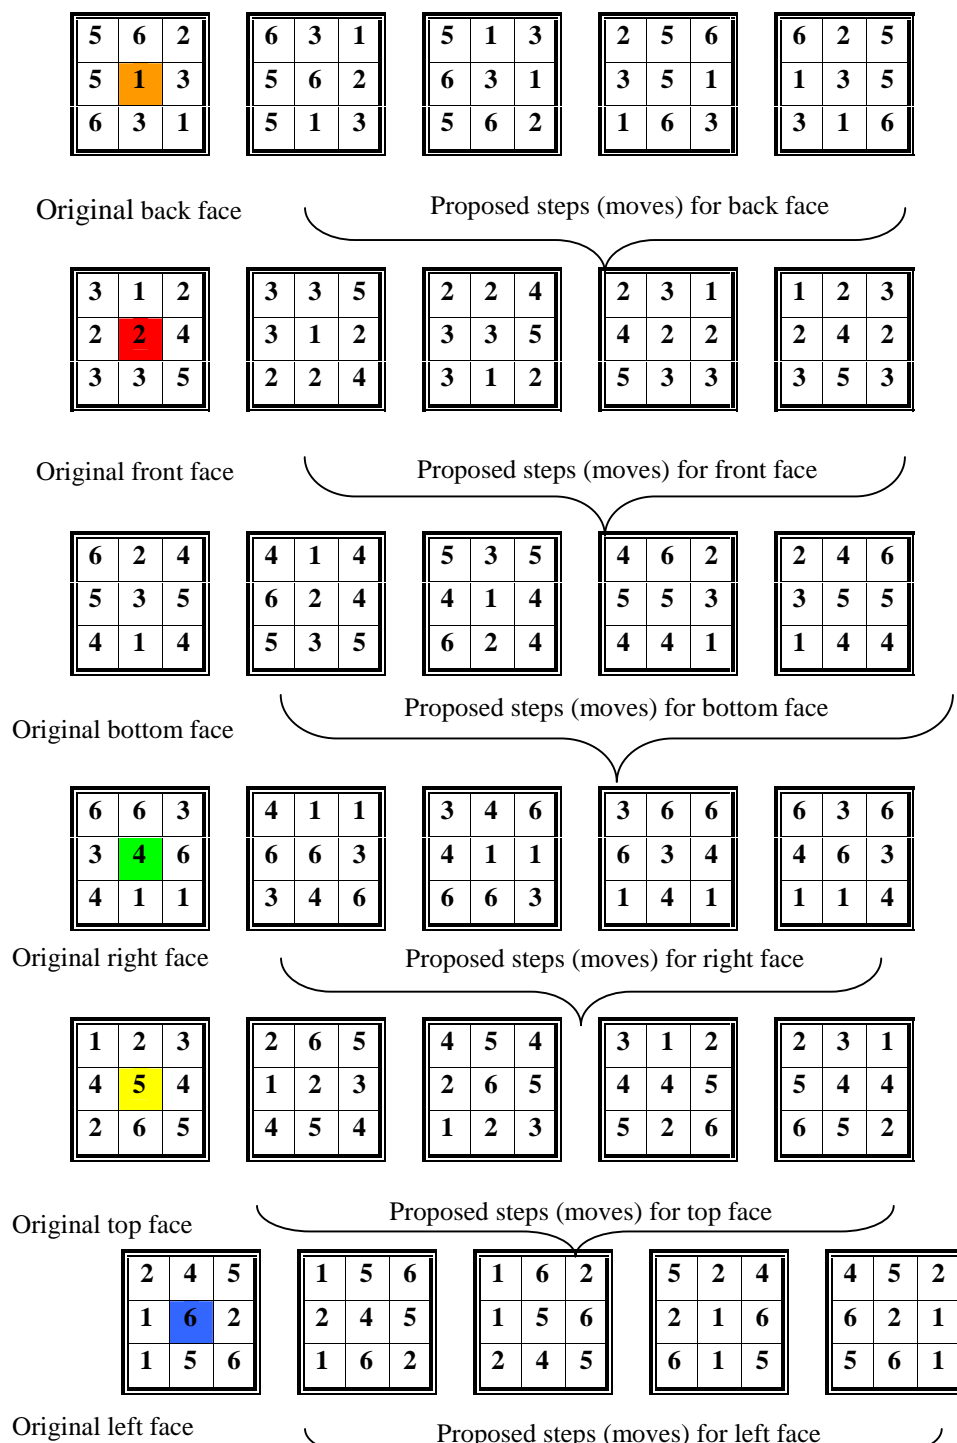 5 6 2 6 3 1 5 1 3 2 5 6 6 2 5
5 1 3 5 6 2 6 3 1 3 5 1 1 3 5
6 3 1 5 1 3 5 6 2 1 6 3 3 1 6
Original back face Proposed steps (moves) for back face
3 1 2 3 3 5 2 2 4 2 3 1 1 2 3
2 2 4 3 1 2 3 3 5 4 2 2 2 4 2
3 3 5 2 2 4 3 1 2 5 3 3 3 5 3
Original front face Proposed steps (moves) for front face
6 2 4 4 1 4 5 3 5 4 6 2 2 4 6
5 3 5 6 2 4 4 1 4 5 5 3 3 5 5
4 1 4 5 3 5 6 2 4 4 4 1 1 4 4
Original bottom face Proposed steps (moves) for bottom face
6 6 3 4 1 1 3 4 6 3 6 6 6 3 6
3 4 6 6 6 3 4 1 1 6 3 4 4 6 3
4 1 1 3 4 6 6 6 3 1 4 1 1 1 4
Original right face Proposed steps (moves) for right face
1 2 3 2 6 5 4 5 4 3 1 2 2 3 1
4 5 4 1 2 3 2 6 5 4 4 5 5 4 4
2 6 5 4 5 4 1 2 3 5 2 6 6 5 2
Original top face Proposed steps (moves) for top face
2 4 5 1 5 6 1 6 2 5 2 4 4 5 2
1 6 2 2 4 5 1 5 6 2 1 6 6 2 1
1 5 6 1 6 2 2 4 5 6 1 5 5 6 1
Original left face Proposed steps (moves) for left face